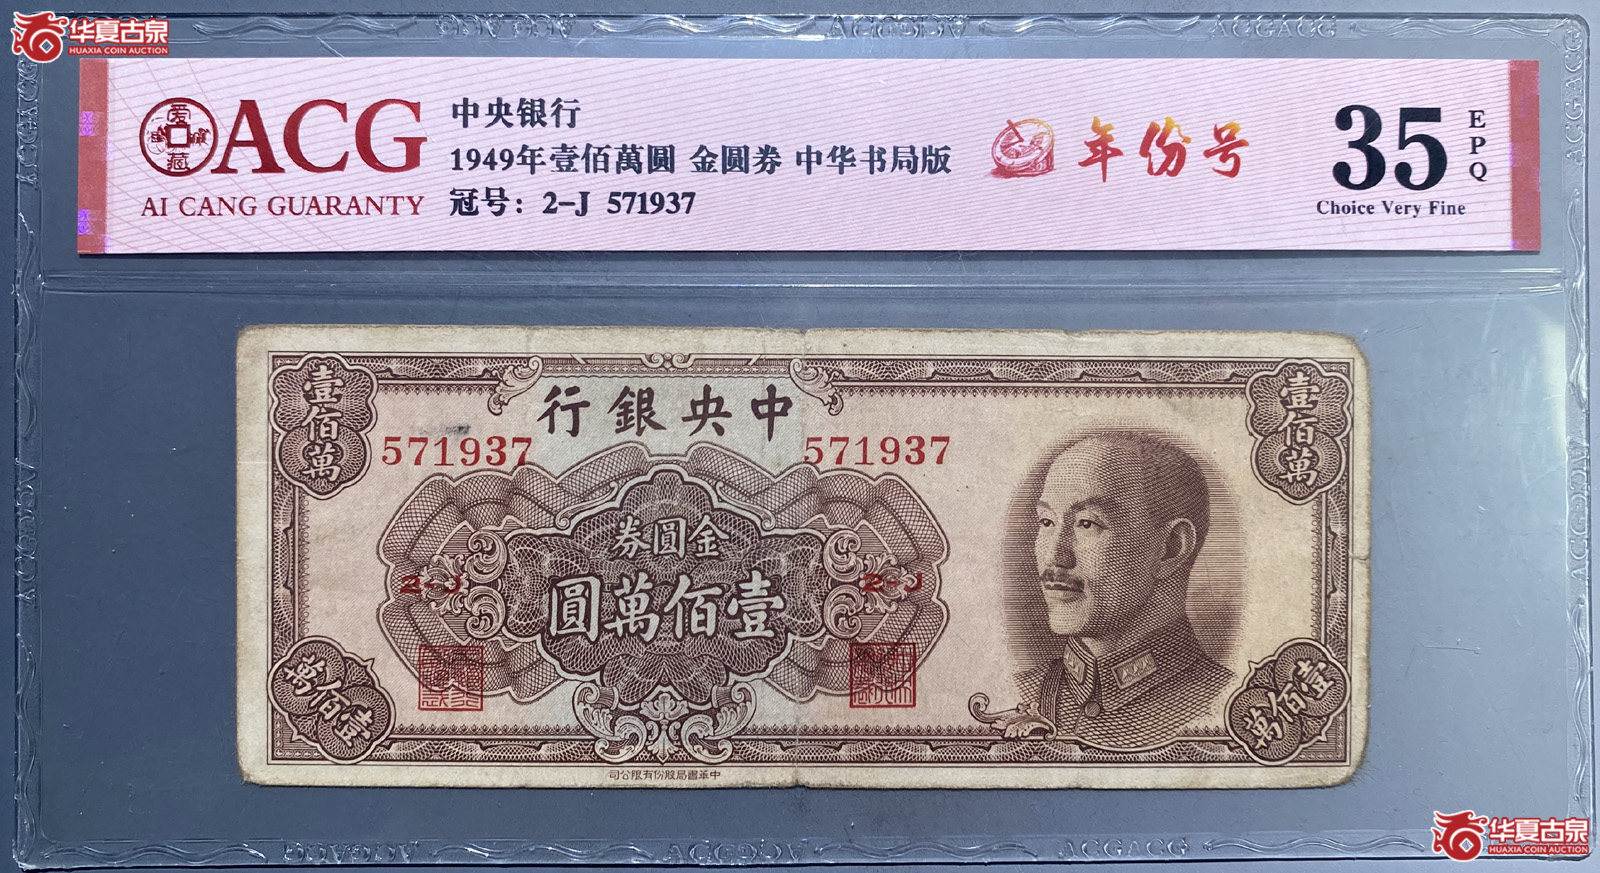 华夏古泉
HUAXIA COIN AUCTION
爱藏
ACG
AI CANG GUARANTY
中央银行
1949年壹佰萬圆 金圆券 中华书局版
冠号: 2-J 571937
年份号
35
EPQ
Choice Very Fine
壹佰萬
行銀央中
壹佰萬
571937
571937
券圓金
2-J
2-J
圓萬佰壹
萬佰壹
萬佰壹
司公限有份股局書華中
华夏古泉
HUAXIA COIN AUCTION